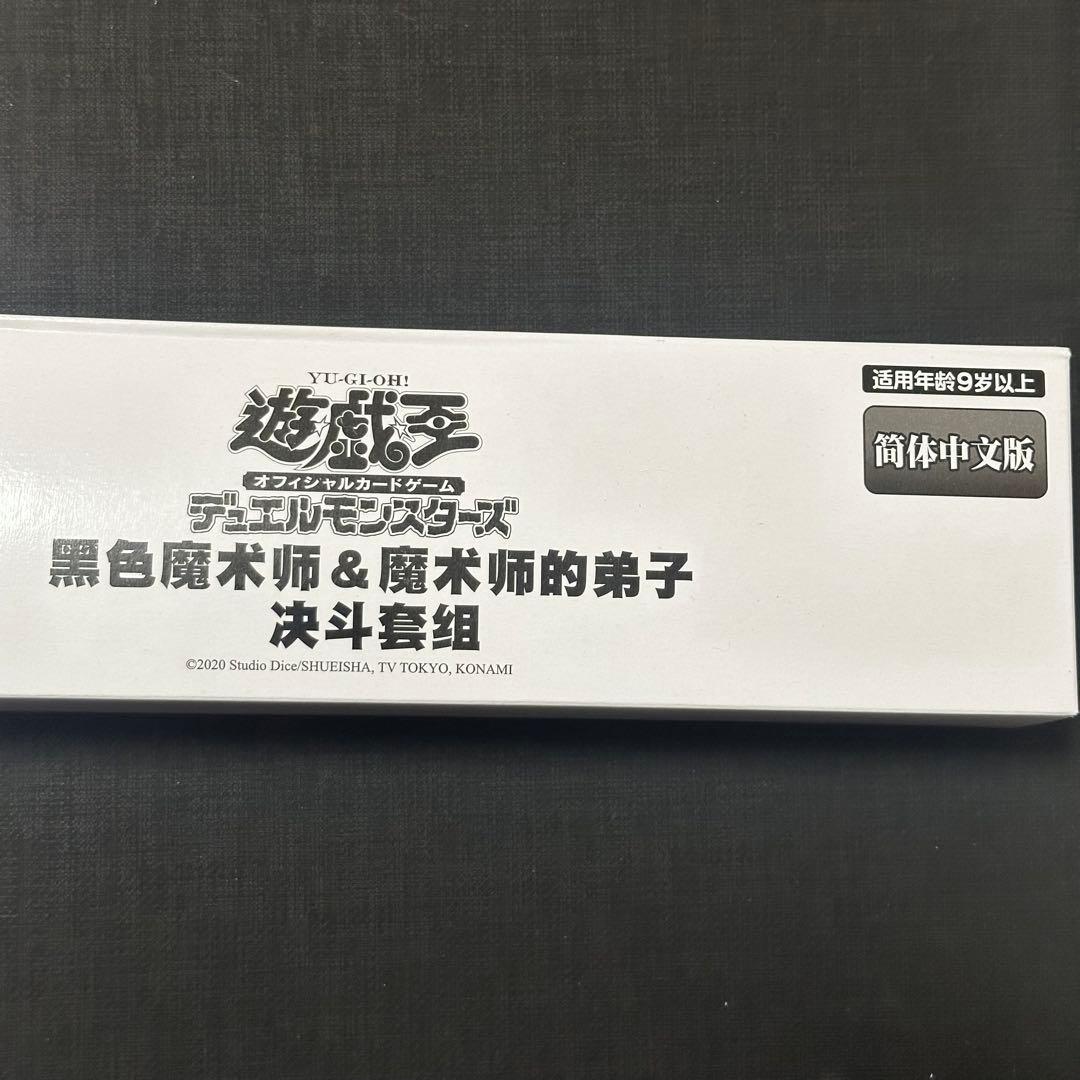 YU-GI-OH!
遊戯王
オフィシャルカードゲーム
デュエルモンスターズ
黑色魔术师&魔术师的弟子
决斗套组
©2020 Studio Dice/SHUEISHA, TV TOKYO, KONAMI
适用年龄9岁以上
简体中文版